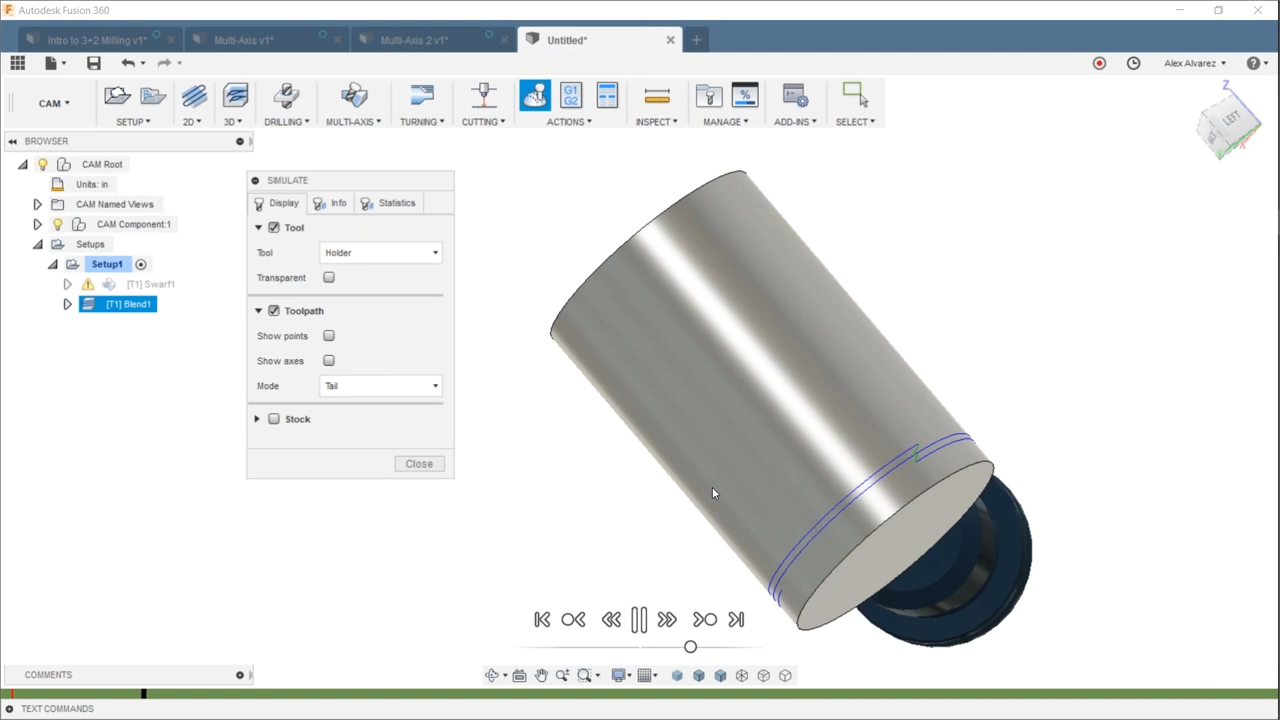 Autodesk Fusion 360
Intro to 3+2 Milling v1*
Multi-Axis v1*
Multi-Axis 2 v1*
Untitled*
Alex Alvarez
CAM
SETUP
2D
3D
DRILLING
MULTI-AXIS
TURNING
CUTTING
G1
G2
ACTIONS
INSPECT
%
MANAGE
ADD-INS
SELECT
BROWSER
CAM Root
Units: in
CAM Named Views
CAM Component:1
Setups
Setup1
[T1] Swarf1
[T1] Blend1
SIMULATE
Display
Info
Statistics
Tool
Tool
Holder
Transparent
Toolpath
Show points
Show axes
Mode
Tail
Stock
Close
Z
LEFT
COMMENTS
TEXT COMMANDS